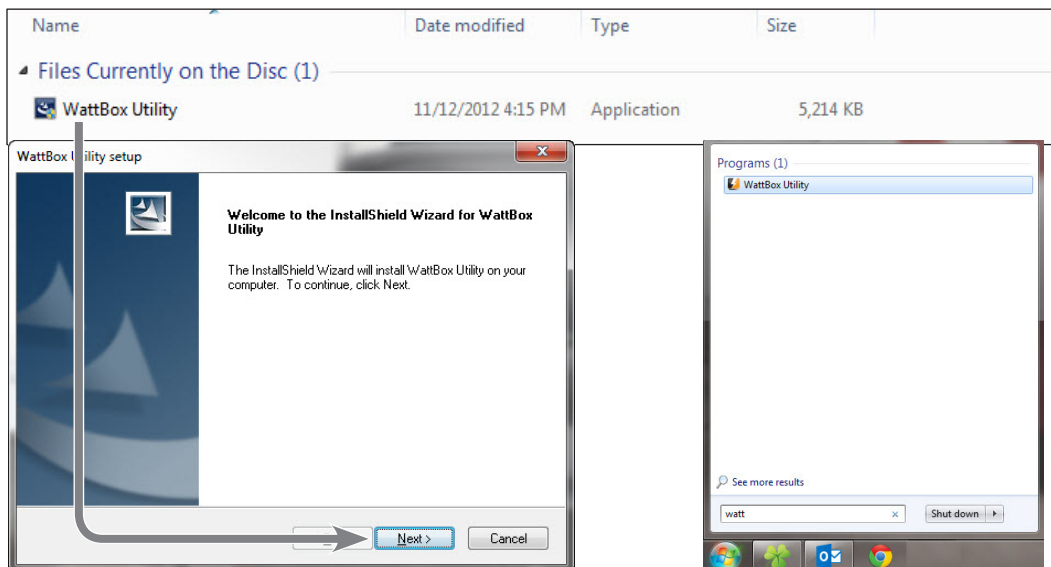 Name Date modified Type Size
Files Currently on the Disc (1)
WattBox Utility 11/12/2012 4:15 PM Application 5,214 KB
WattBox Utility setup
Welcome to the InstallShield Wizard for WattBox
Utility
The InstallShield Wizard will install WattBox Utility on your
computer. To continue, click Next.
Next >
Cancel
Programs (1)
WattBox Utility
See more results
watt
Shut down